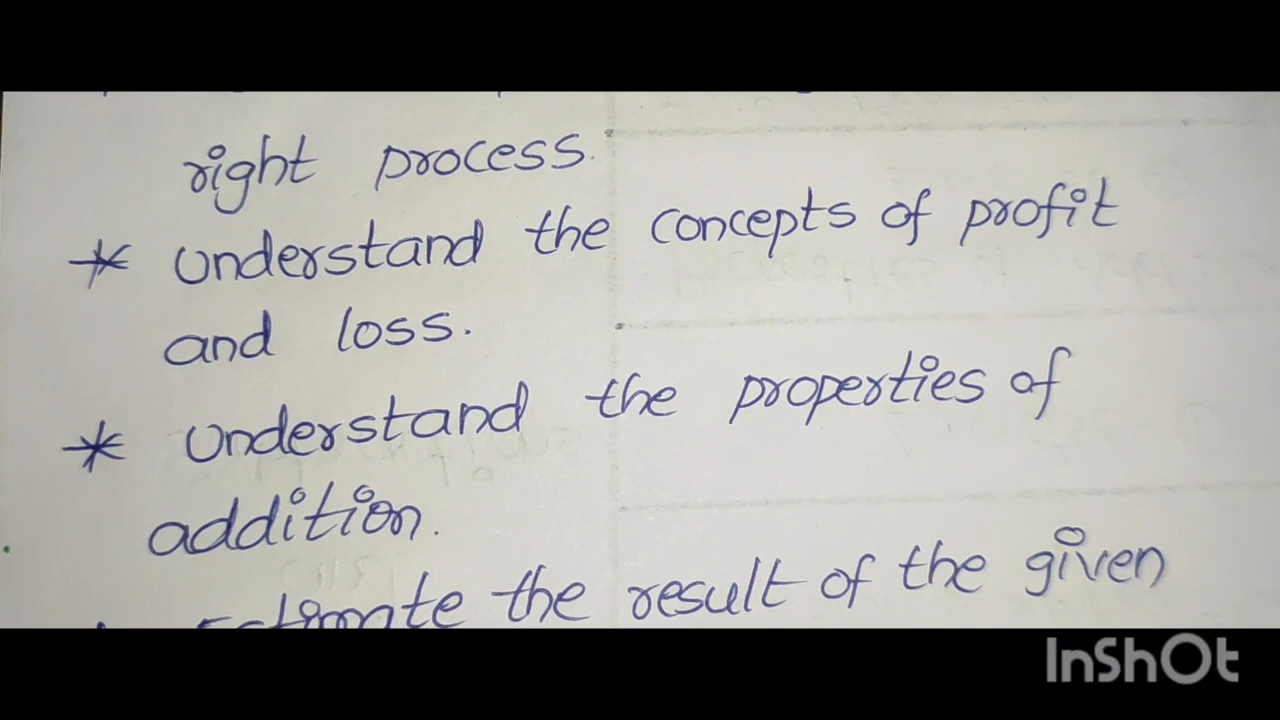 right process.
* Understand the concepts of profit
and loss.
* Understand the properties of
addition.
Estimate the result of the given
InShOt